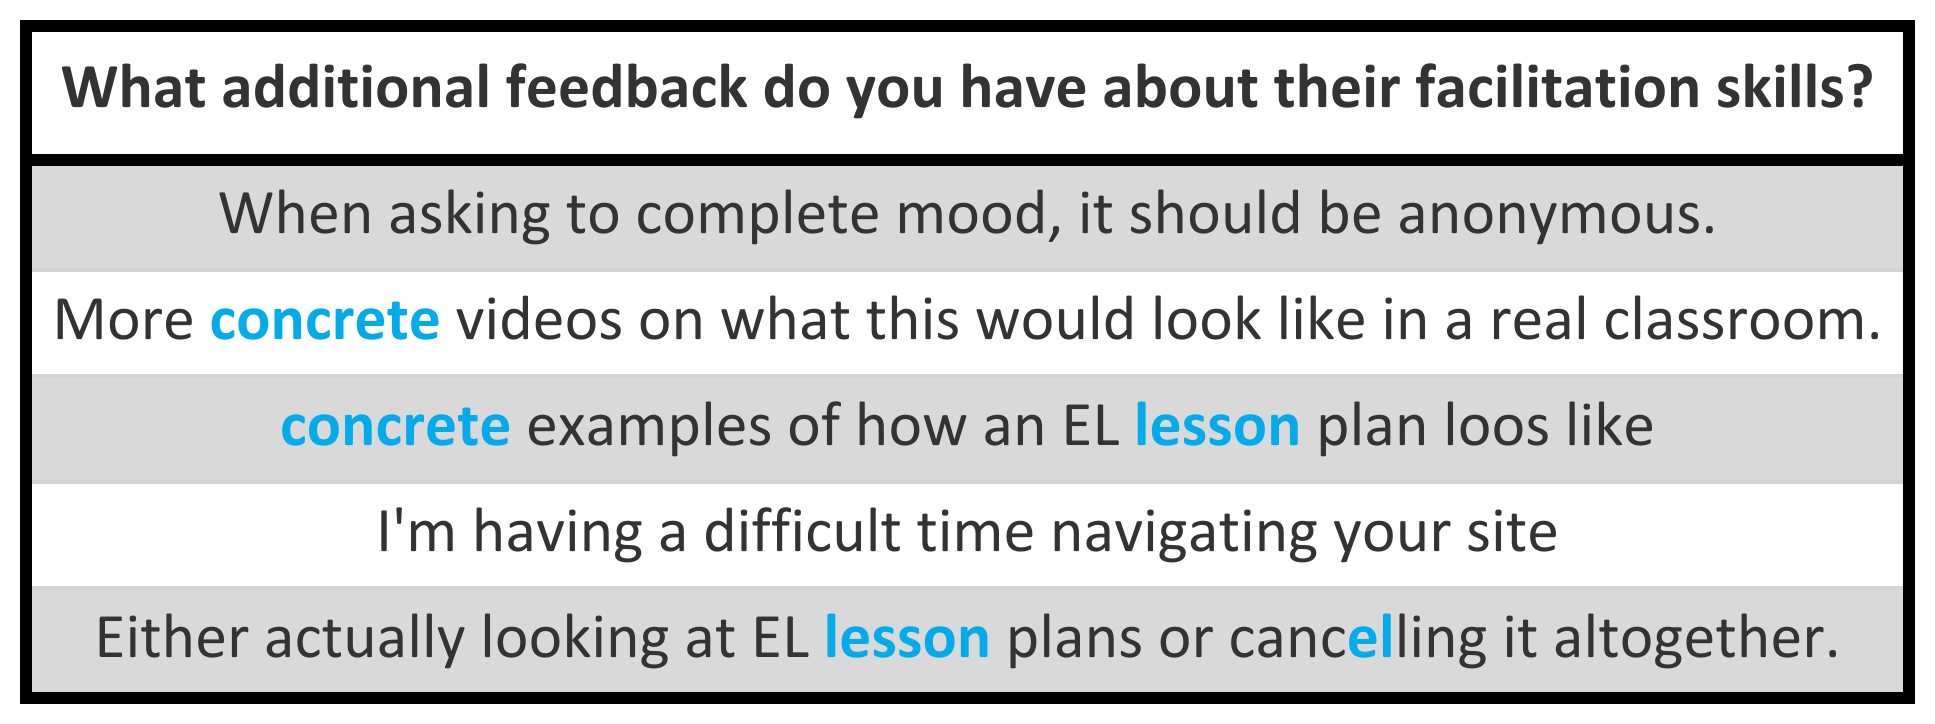 What additional feedback do you have about their facilitation skills?
When asking to complete mood, it should be anonymous.
More concrete videos on what this would look like in a real classroom.
concrete examples of how an EL lesson plan loos like
I'm having a difficult time navigating your site
Either actually looking at EL lesson plans or cancelling it altogether.